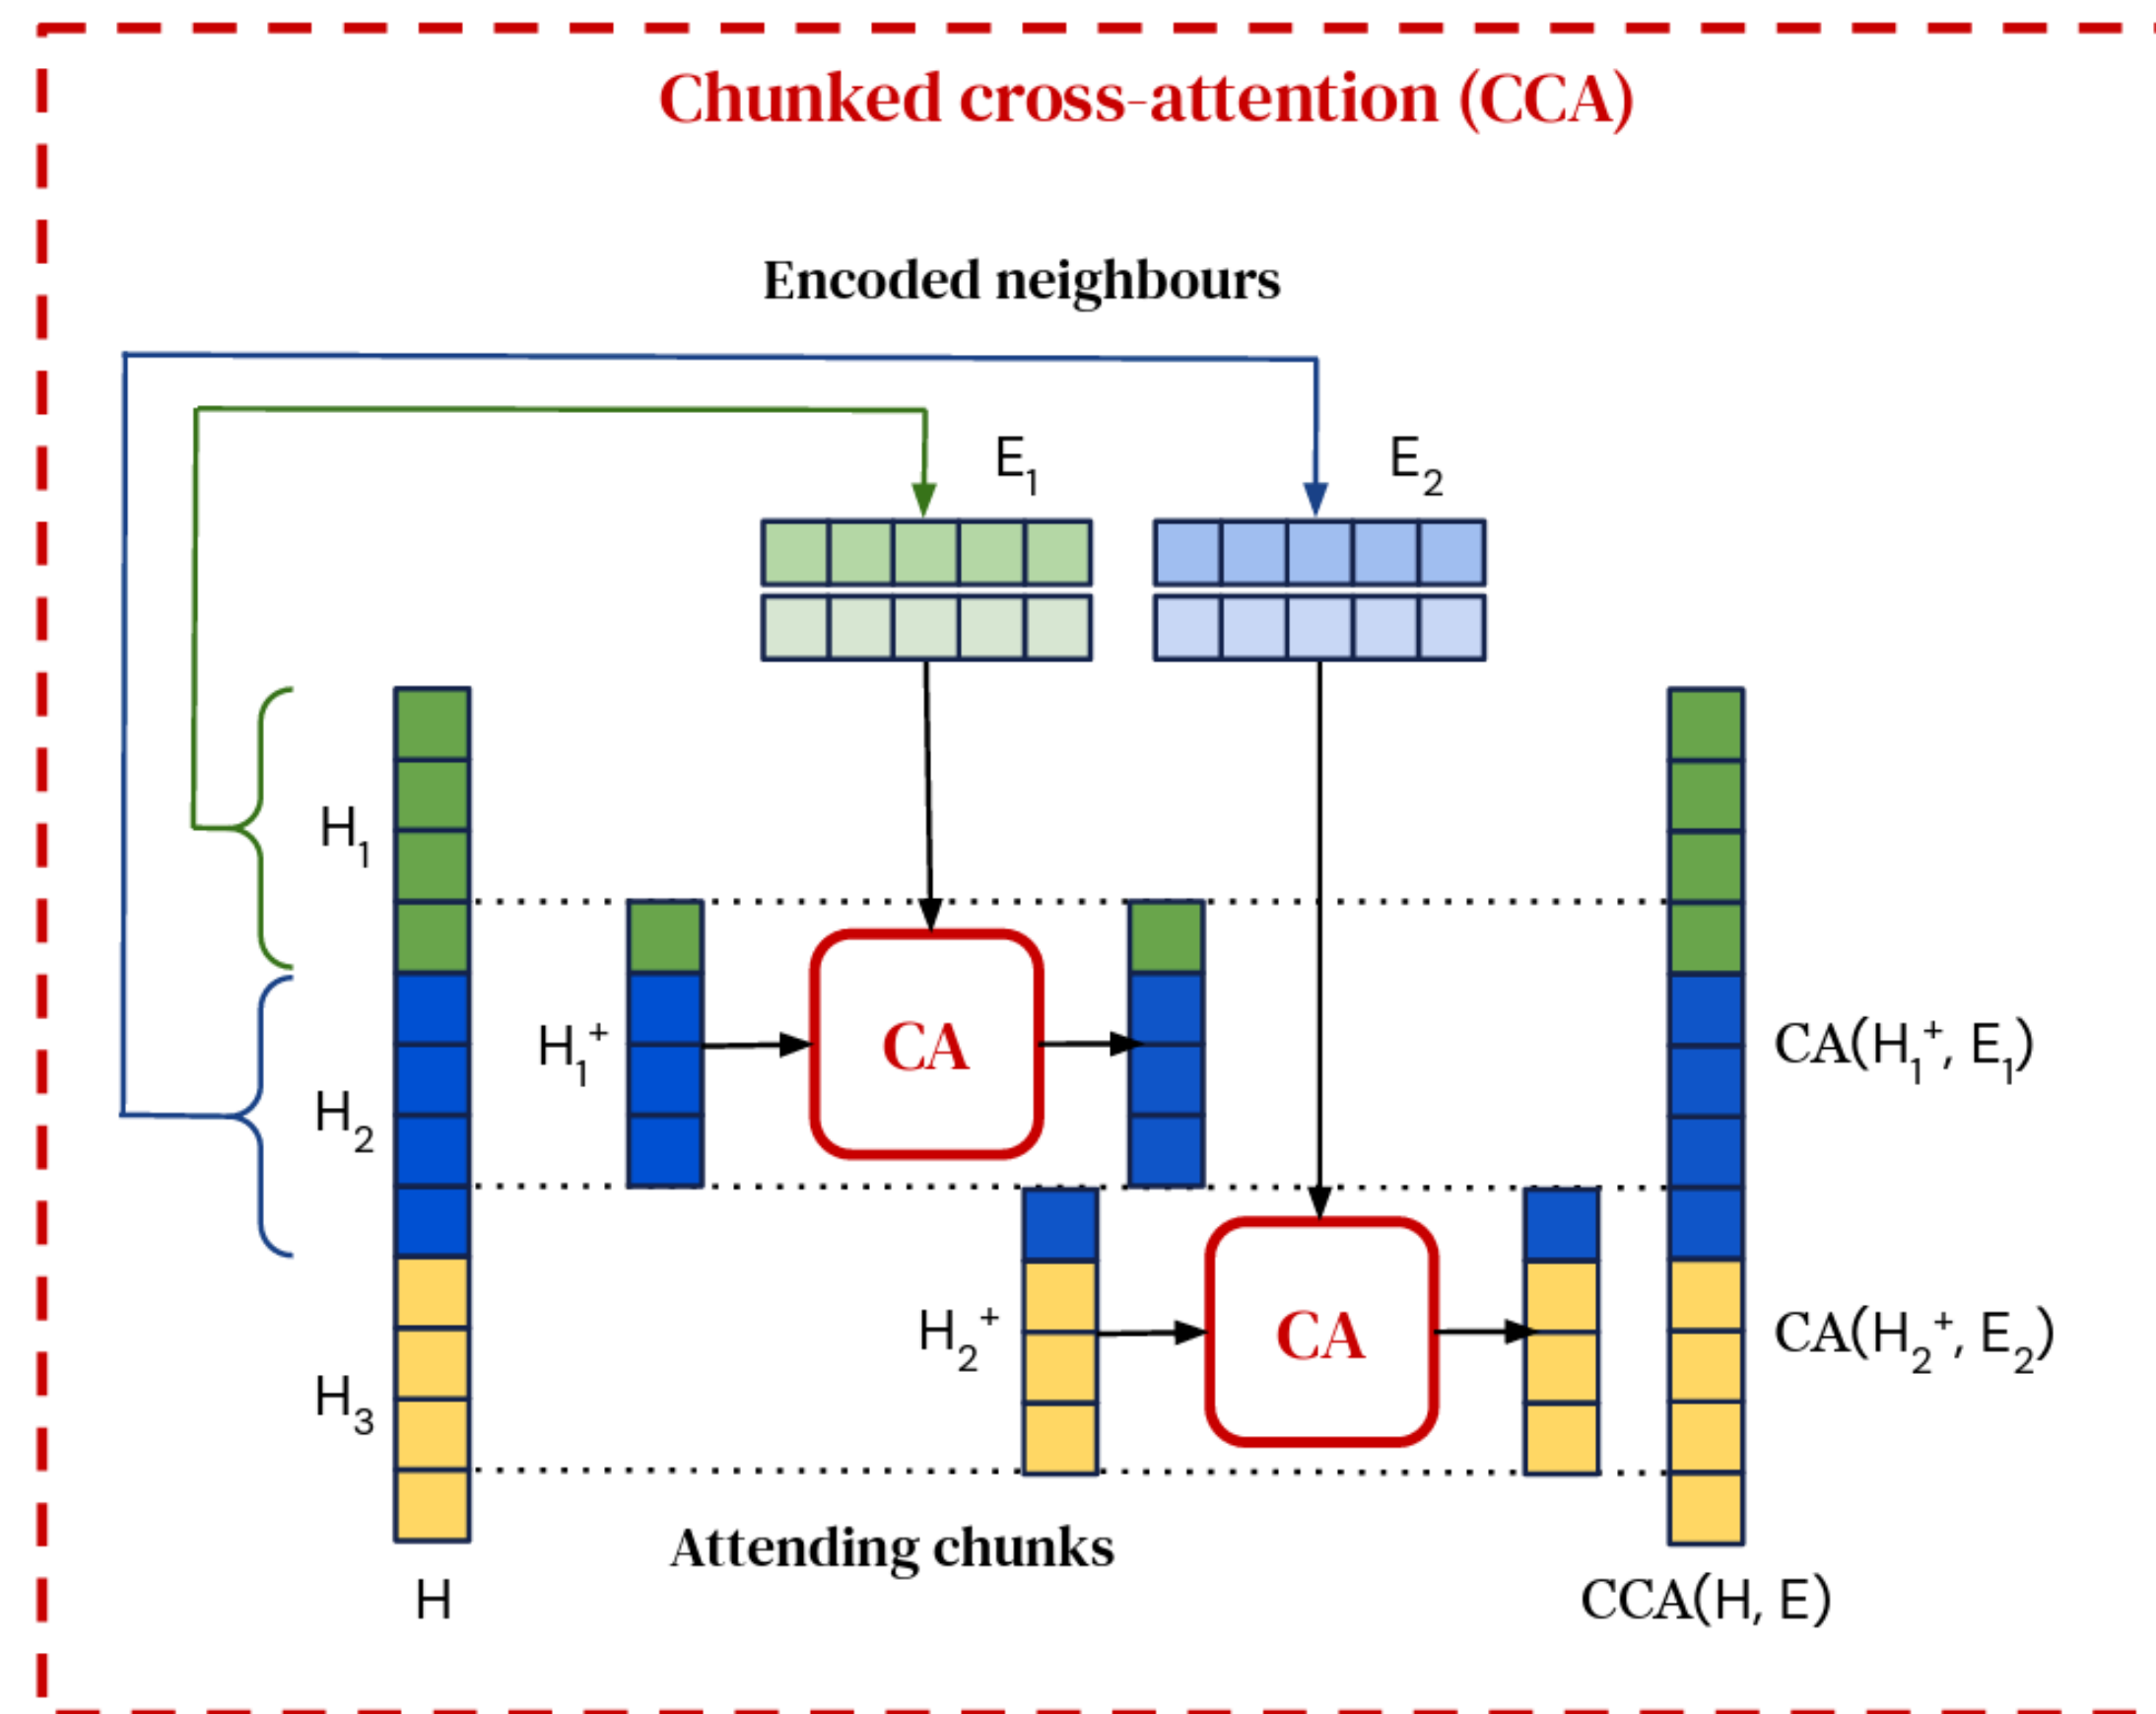 Chunked cross-attention (CCA)
Encoded neighbours
E₁
E₂
H₁
H₁⁺
CA
CA(H₁⁺, E₁)
H₂
H₂⁺
CA
CA(H₂⁺, E₂)
H₃
Attending chunks
H
CCA(H, E)